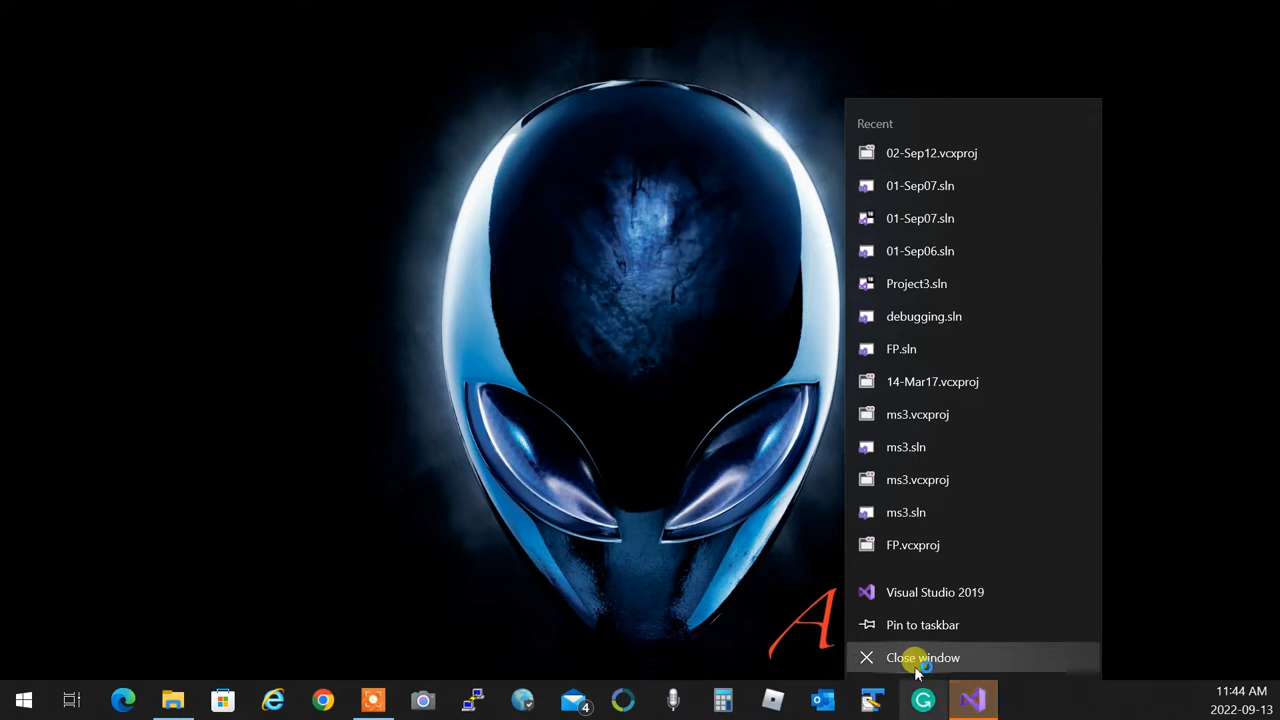 Recent
02-Sep12.vcxproj
01-Sep07.sln
01-Sep07.sln
01-Sep06.sln
Project3.sln
debugging.sln
FP.sln
14-Mar17.vcxproj
ms3.vcxproj
ms3.sln
ms3.vcxproj
ms3.sln
FP.vcxproj
Visual Studio 2019
Pin to taskbar
Close window
A
4
11:44 AM
2022-09-13